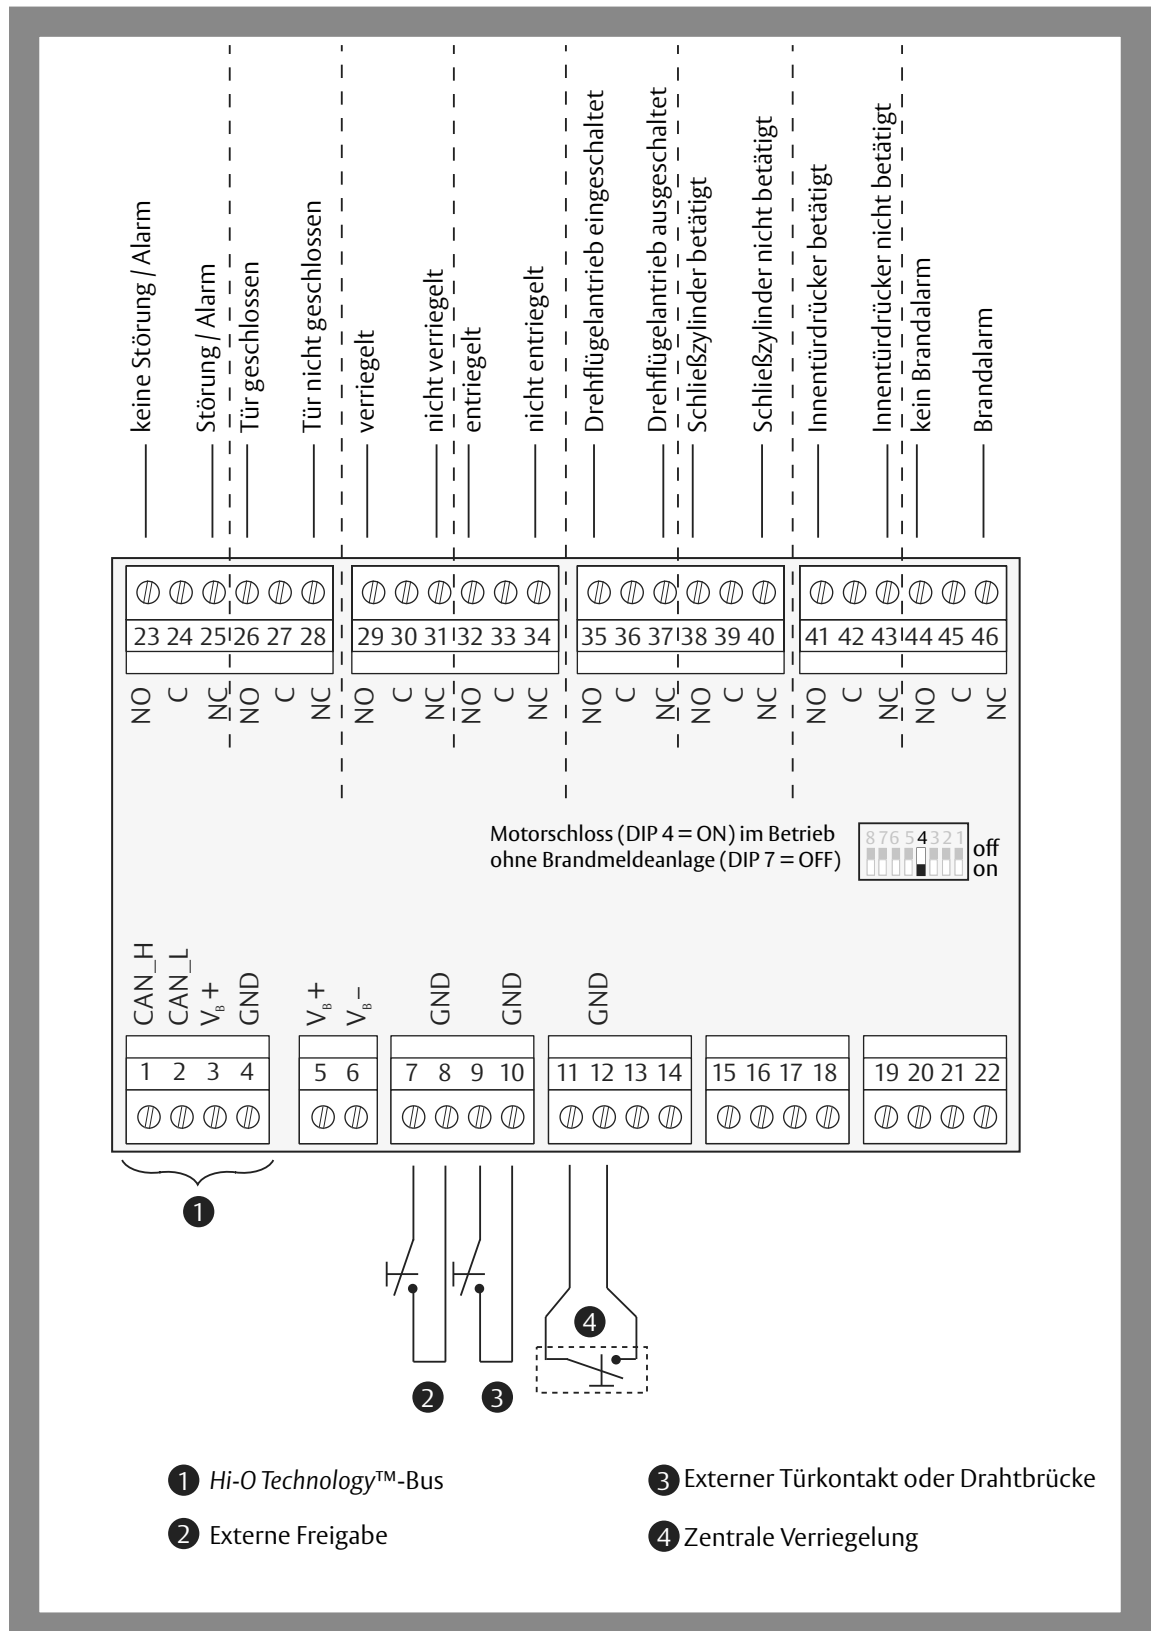 keine Störung / Alarm
Störung / Alarm
Tür geschlossen
Tür nicht geschlossen
verriegelt
nicht verriegelt
entriegelt
nicht entriegelt
Drehflügelantrieb eingeschaltet
Drehflügelantrieb ausgeschaltet
Schließzylinder betätigt
Schließzylinder nicht betätigt
Innentürdrücker betätigt
Innentürdrücker nicht betätigt
kein Brandalarm
Brandalarm
23 24 25 26 27 28 29 30 31 32 33 34 35 36 37 38 39 40 41 42 43 44 45 46
NO C NC NO C NC NO C NC NO C NC NO C NC NO C NC NO C NC NO C NC
Motorschloss (DIP 4 = ON) im Betrieb
ohne Brandmeldeanlage (DIP 7 = OFF)
8 7 6 5 4 3 2 1
off
on
CAN_H
CAN_L
VB +
GND
VB +
VB –
GND
GND
GND
1 2 3 4 5 6 7 8 9 10 11 12 13 14 15 16 17 18 19 20 21 22
1
4
2
3
1 Hi-O Technology™-Bus
2 Externe Freigabe
3 Externer Türkontakt oder Drahtbrücke
4 Zentrale Verriegelung